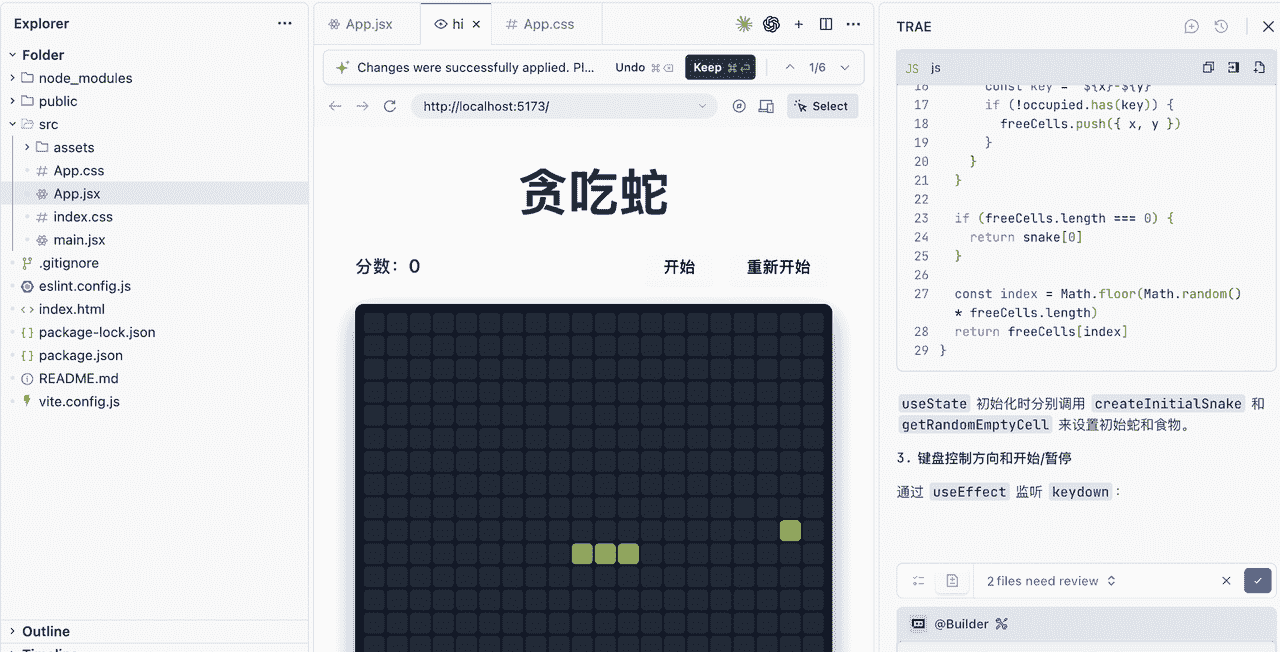 Explorer
Folder
node_modules
public
src
assets
App.css
App.jsx
index.css
main.jsx
.gitignore
eslint.config.js
index.html
package-lock.json
package.json
README.md
vite.config.js
Outline
Timeline
App.jsx
hi
App.css
Changes were successfully applied. Pl...
Undo
Keep
1/6
http://localhost:5173/
Select
贪吃蛇
分数：0
开始
重新开始
TRAE
JS js
16 const key = `${x}-${y}`
17 if (!occupied.has(key)) {
18 freeCells.push({ x, y })
19 }
20 }
21 }
22
23 if (freeCells.length === 0) {
24 return snake[0]
25 }
26
27 const index = Math.floor(Math.random()
* freeCells.length)
28 return freeCells[index]
29 }
useState 初始化时分别调用 createInitialSnake 和
getRandomEmptyCell 来设置初始蛇和食物。
3. 键盘控制方向和开始/暂停
通过 useEffect 监听 keydown：
2 files need review
@Builder